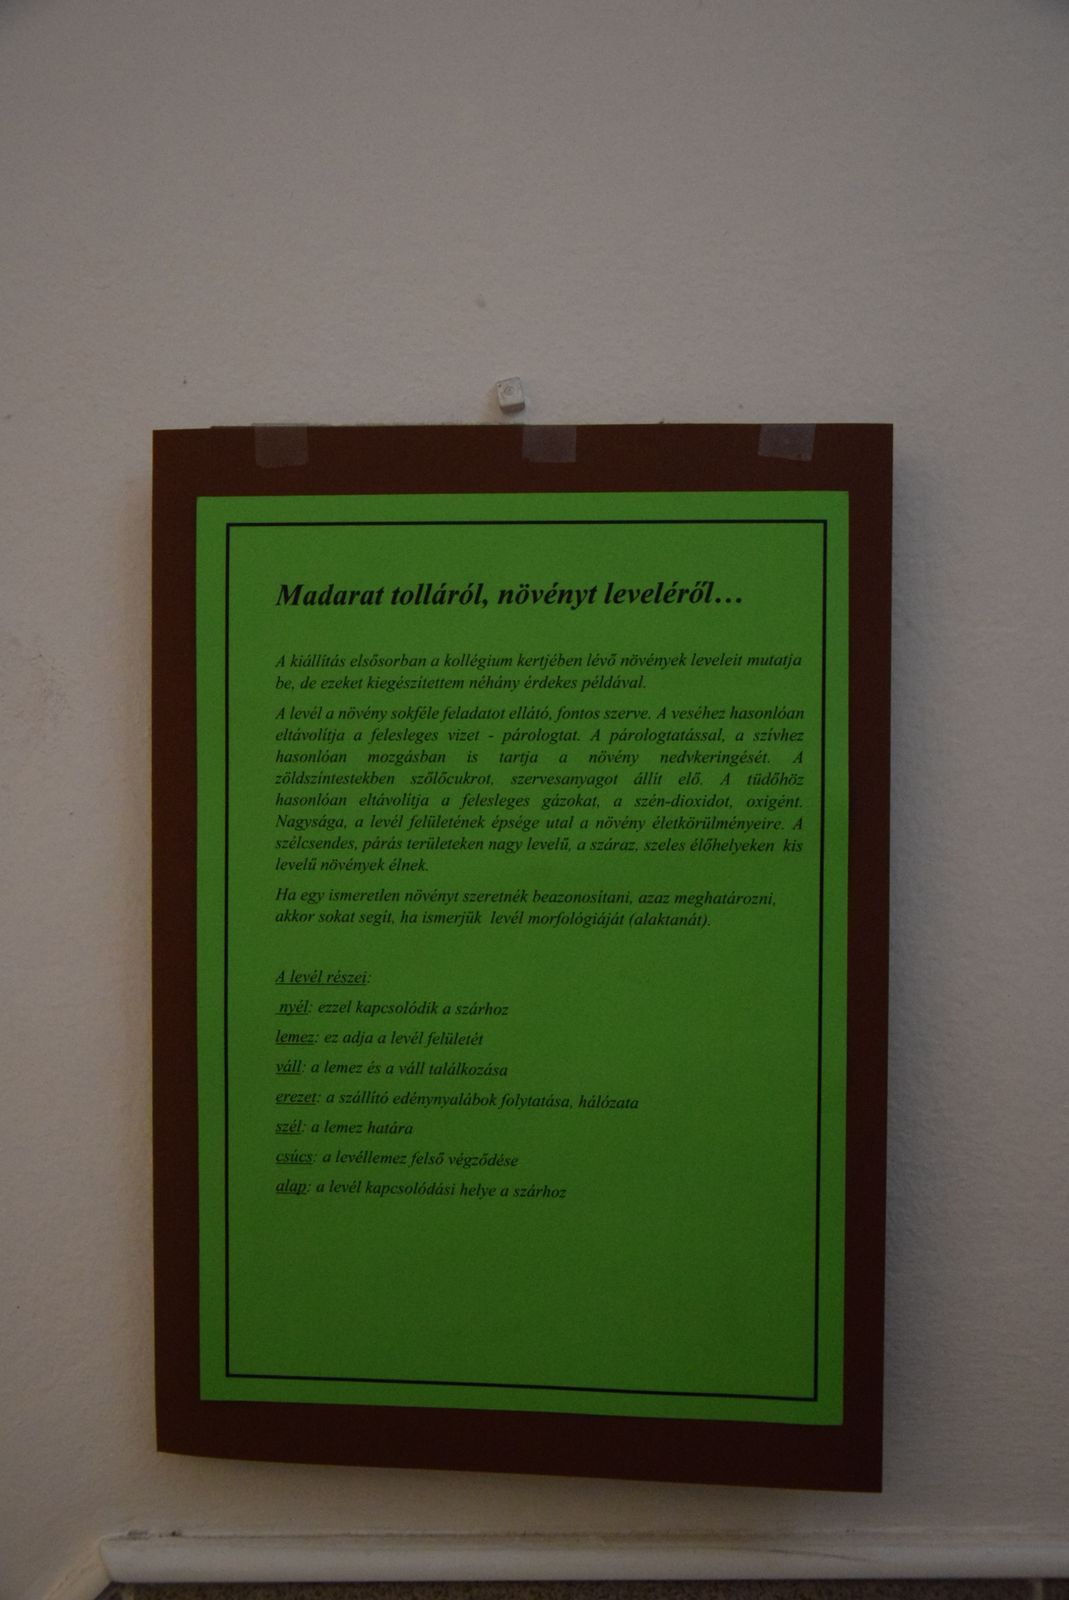 Madarat tolláról, növényt leveléről…
A kiállítás elsősorban a kollégium kertjében lévő növények leveleit mutatja
be, de ezeket kiegészítettem néhány érdekes példával.
A levél a növény sokféle feladatot ellátó, fontos szerve. A veséhez hasonlóan
eltávolítja a felesleges vizet - párologtat. A párologtatással, a szívhez
hasonlóan mozgásban is tartja a növény nedvkeringését. A
zöldszíntestekben szőlőcukrot, szervesanyagot állít elő. A tüdőhöz
hasonlóan eltávolítja a felesleges gázokat, a szén-dioxidot, oxigént.
Nagysága, a levél felületének épsége utal a növény életkörülményeire. A
szélcsendes, párás területeken nagy levelű, a száraz, szeles élőhelyeken kis
levelű növények élnek.
Ha egy ismeretlen növényt szeretnék beazonosítani, azaz meghatározni,
akkor sokat segít, ha ismerjük levél morfológiáját (alaktanát).
A levél részei:
nyél: ezzel kapcsolódik a szárhoz
lemez: ez adja a levél felületét
váll: a lemez és a váll találkozása
erezet: a szállító edénynyalábok folytatása, hálózata
szél: a lemez határa
csúcs: a levéllemez felső végződése
alap: a levél kapcsolódási helye a szárhoz